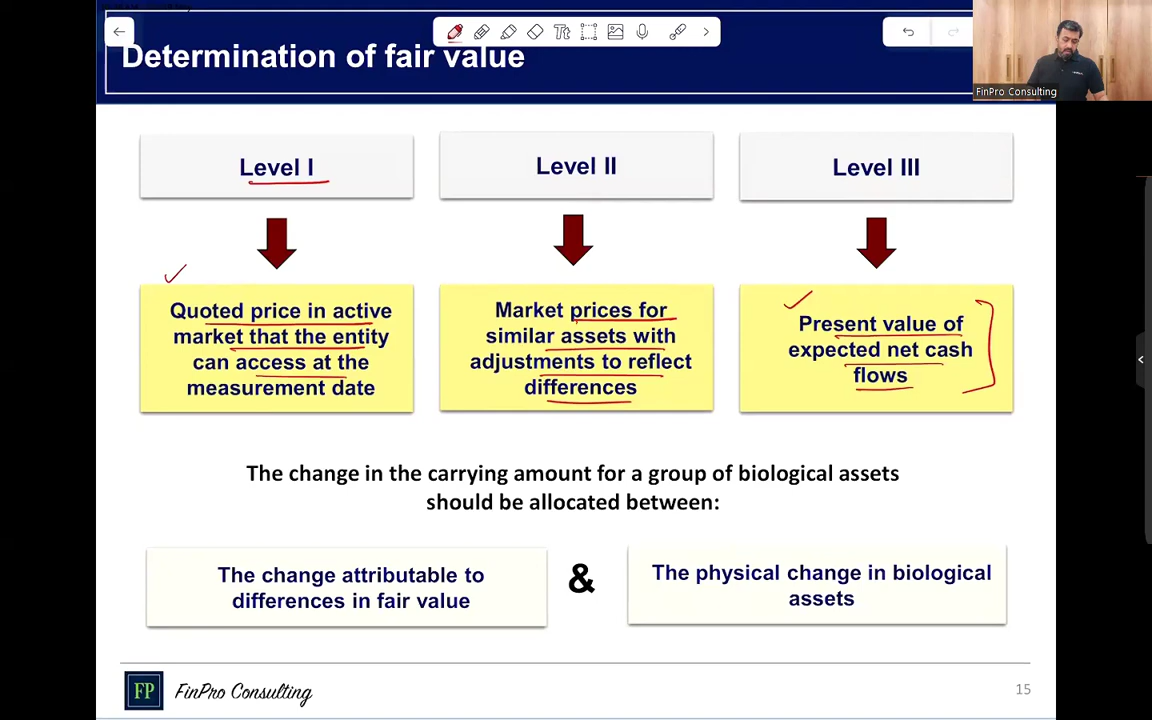 Determination of fair value
FinPro Consulting
Level I
Level II
Level III
Quoted price in active
market that the entity
can access at the
measurement date
Market prices for
similar assets with
adjustments to reflect
differences
Present value of
expected net cash
flows
The change in the carrying amount for a group of biological assets
should be allocated between:
The change attributable to
differences in fair value
&
The physical change in biological
assets
FP
FinPro Consulting
15